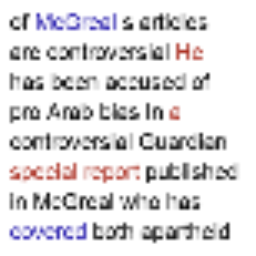 of McGreal s articles
are controversial He
has been accused of
pro Arab bias in a
controversial Guardian
special report published
in McGreal who has
covered both apartheid